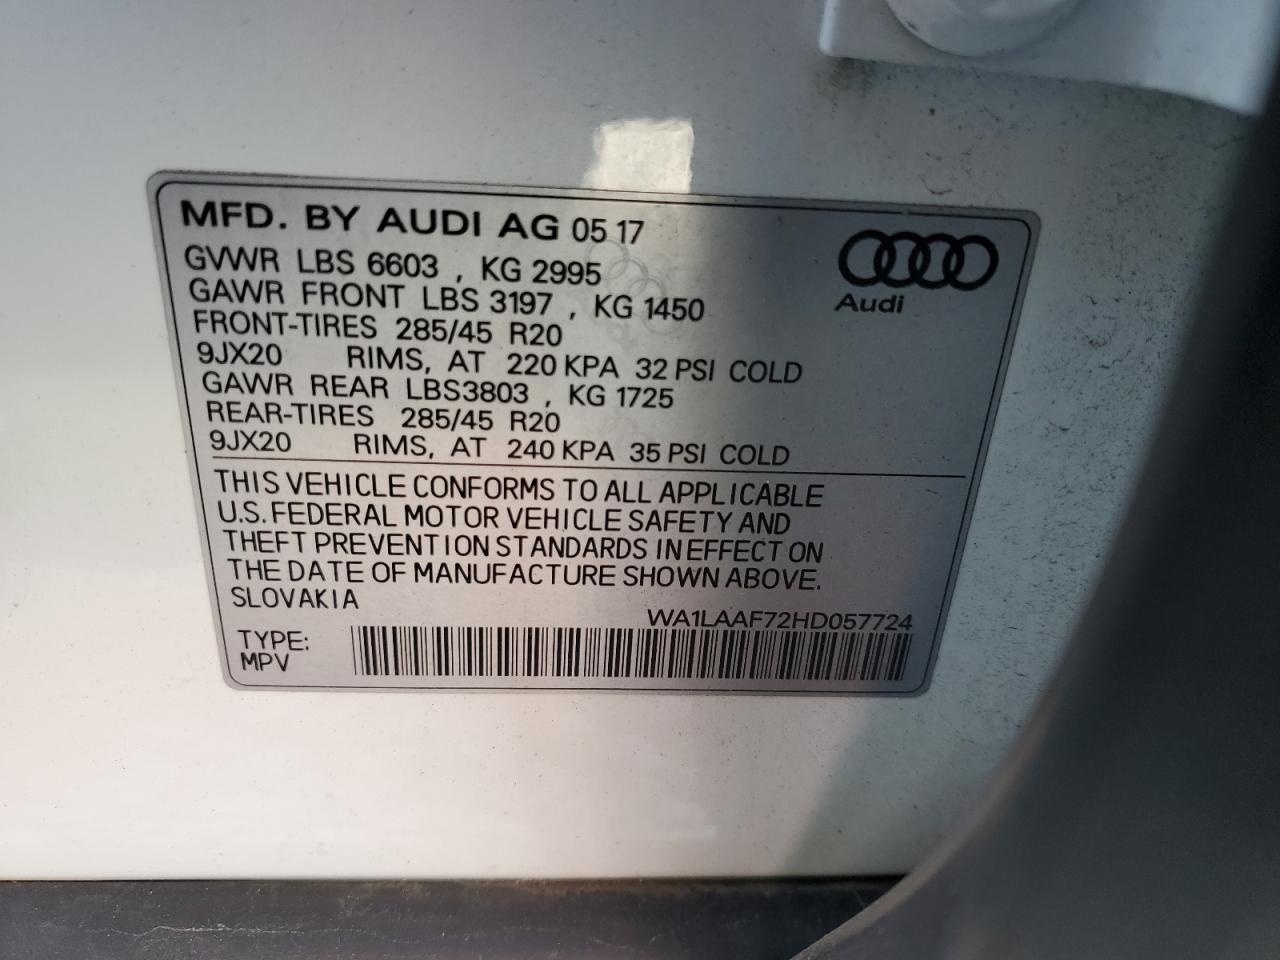 MFD. BY AUDI AG 05 17
GVWR LBS 6603 , KG 2995
GAWR FRONT LBS 3197 , KG 1450
FRONT-TIRES 285/45 R20
9JX20 RIMS, AT 220 KPA 32 PSI COLD
GAWR REAR LBS3803 , KG 1725
REAR-TIRES 285/45 R20
9JX20 RIMS, AT 240 KPA 35 PSI COLD
Audi
THIS VEHICLE CONFORMS TO ALL APPLICABLE
U.S. FEDERAL MOTOR VEHICLE SAFETY AND
THEFT PREVENTION STANDARDS IN EFFECT ON
THE DATE OF MANUFACTURE SHOWN ABOVE.
SLOVAKIA
WA1LAAF72HD057724
TYPE:
MPV